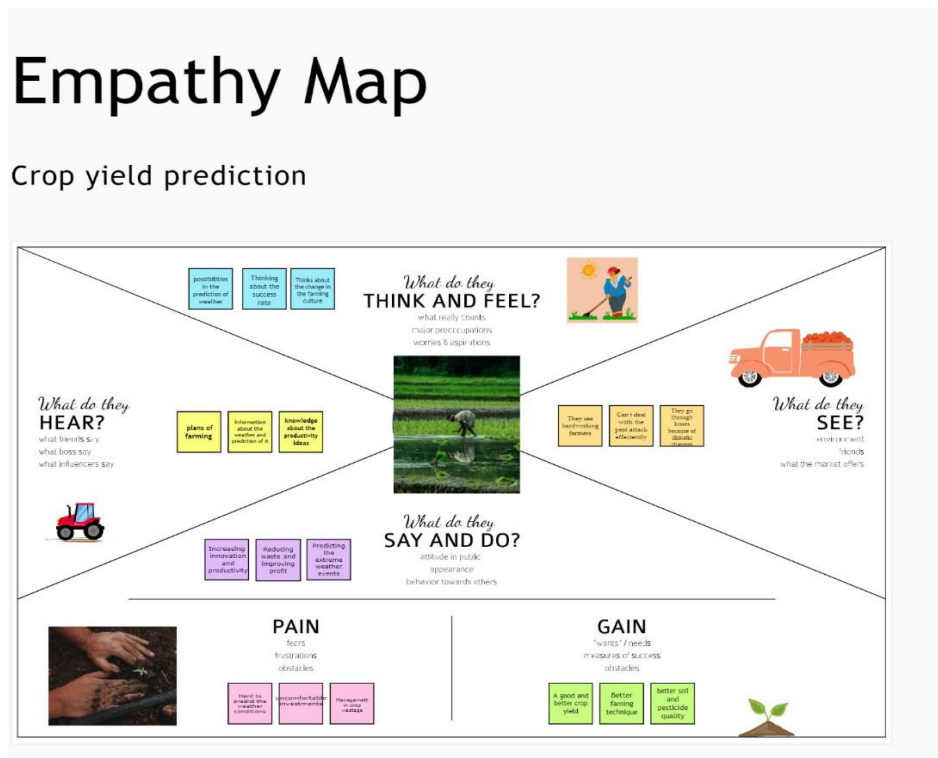 Empathy Map
Crop yield prediction
possibilities
in the
prediction of
weather
Thinking
about the
success
rate
Thinks about
the change in
the farming
culture
What do they
THINK AND FEEL?
what really counts
major preoccupations
worries & aspirations
What do they
HEAR?
what friends say
what boss say
what influencers say
plans of
farming
Information
about the
weather and
prediction of it
knowledge
about the
productivity
ideas
They see
hardworking
farmers
Can't deal
with the
pest attack
effeciently
They go
through
losses
because of
climatic
changes
What do they
SEE?
environment
friends
what the market offers
What do they
SAY AND DO?
attitude in public
appearance
behavior towards others
Increasing
innovation
and
productivity
Reducing
waste and
improving
profit
Predicting
the
extreme
weather
events
PAIN
fears
frustrations
obstacles
Hard to
predict the
weather
conditions
uncomfortable
investments
Management
in crop
wastage
GAIN
"wants" / needs
measures of success
obstacles
A good and
better crop
yield
Better
faming
technique
better soil
and
pesticide
quality